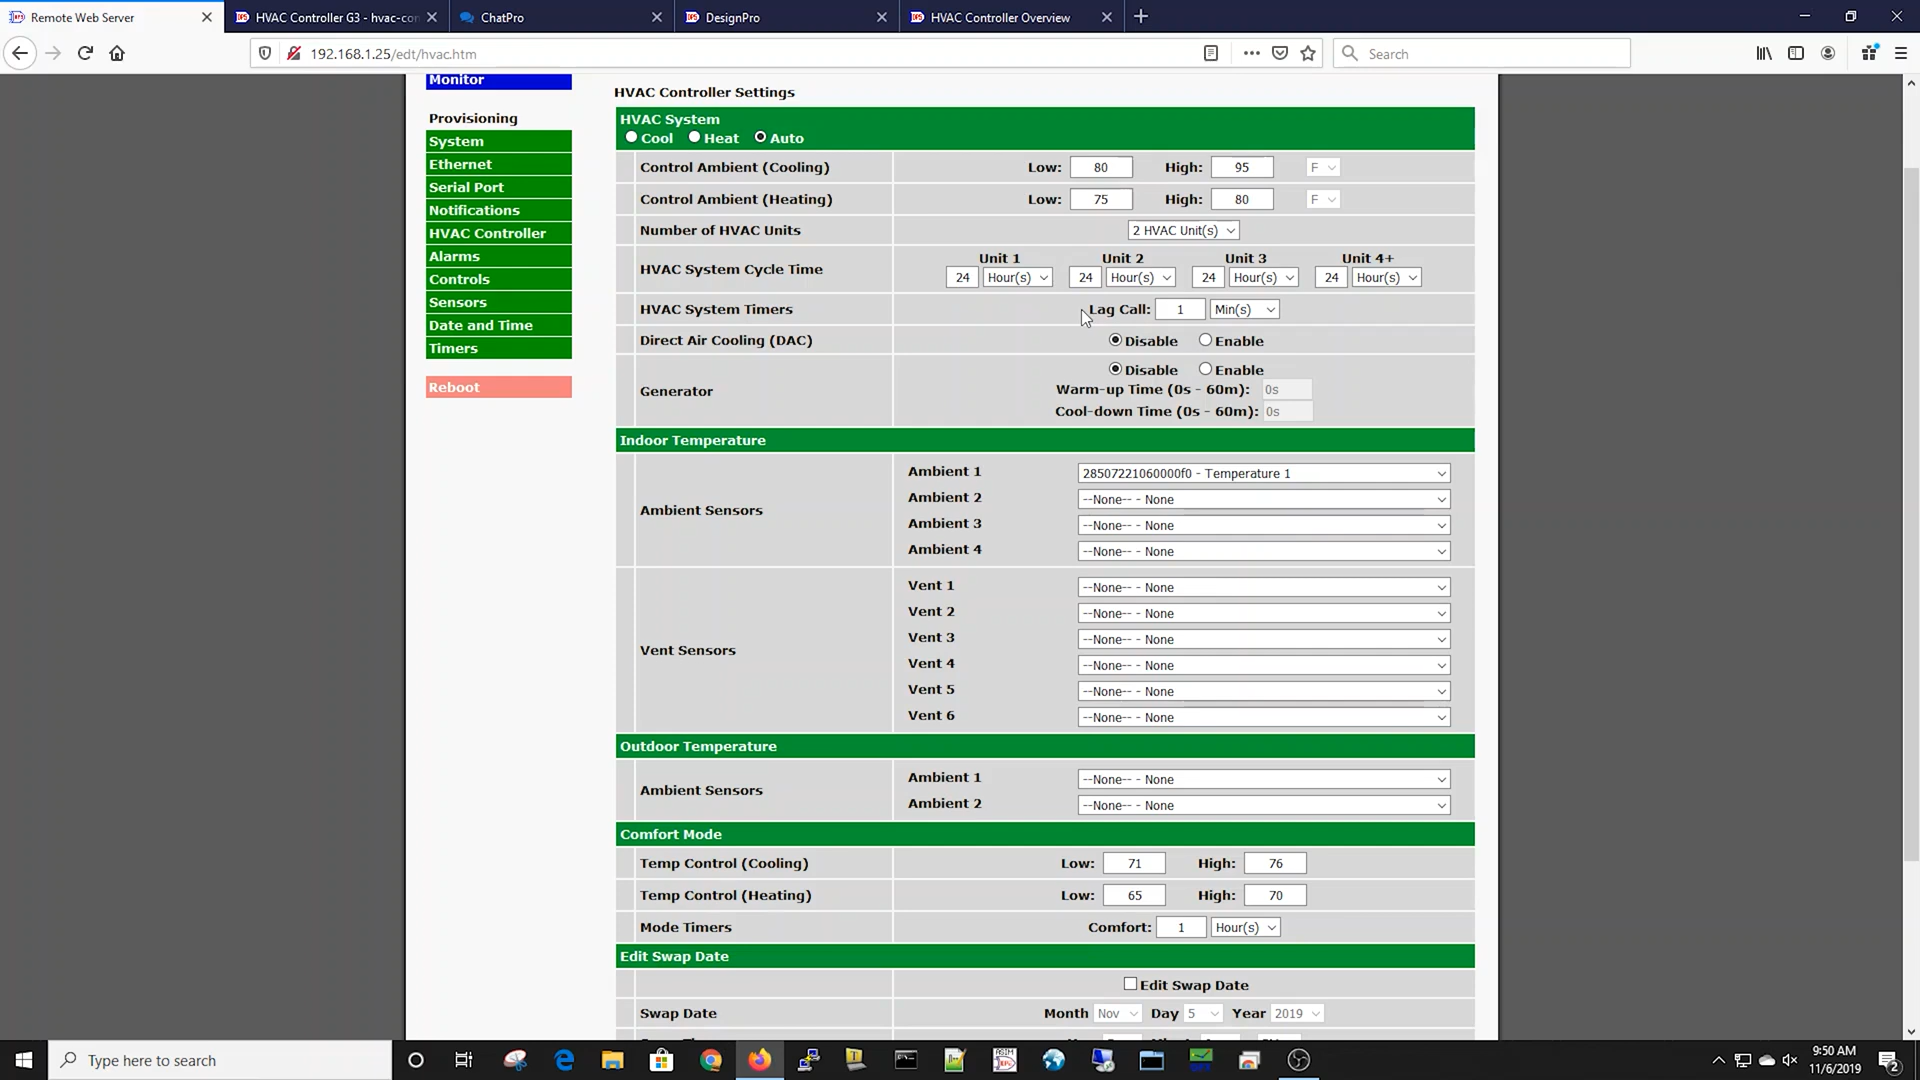 Remote Web Server
HVAC Controller G3 - hvac-con
ChatPro
DesignPro
HVAC Controller Overview
192.168.1.25/edt/hvac.htm
Search
Monitor
Provisioning
System
Ethernet
Serial Port
Notifications
HVAC Controller
Alarms
Controls
Sensors
Date and Time
Timers
Reboot
HVAC Controller Settings
HVAC System
Cool Heat Auto
Control Ambient (Cooling) Low: 80 High: 95 F
Control Ambient (Heating) Low: 75 High: 80 F
Number of HVAC Units 2 HVAC Unit(s)
Unit 1 Unit 2 Unit 3 Unit 4+
HVAC System Cycle Time 24 Hour(s) 24 Hour(s) 24 Hour(s) 24 Hour(s)
HVAC System Timers Lag Call: 1 Min(s)
Direct Air Cooling (DAC) Disable Enable
Generator Disable Enable
Warm-up Time (0s - 60m): 0s
Cool-down Time (0s - 60m): 0s
Indoor Temperature
Ambient Sensors
Ambient 1 28507221060000f0 - Temperature 1
Ambient 2 --None-- - None
Ambient 3 --None-- - None
Ambient 4 --None-- - None
Vent Sensors
Vent 1 --None-- - None
Vent 2 --None-- - None
Vent 3 --None-- - None
Vent 4 --None-- - None
Vent 5 --None-- - None
Vent 6 --None-- - None
Outdoor Temperature
Ambient Sensors
Ambient 1 --None-- - None
Ambient 2 --None-- - None
Comfort Mode
Temp Control (Cooling) Low: 71 High: 76
Temp Control (Heating) Low: 65 High: 70
Mode Timers Comfort: 1 Hour(s)
Edit Swap Date
Edit Swap Date
Swap Date Month Nov Day 5 Year 2019
Type here to search
9:50 AM
11/6/2019
2